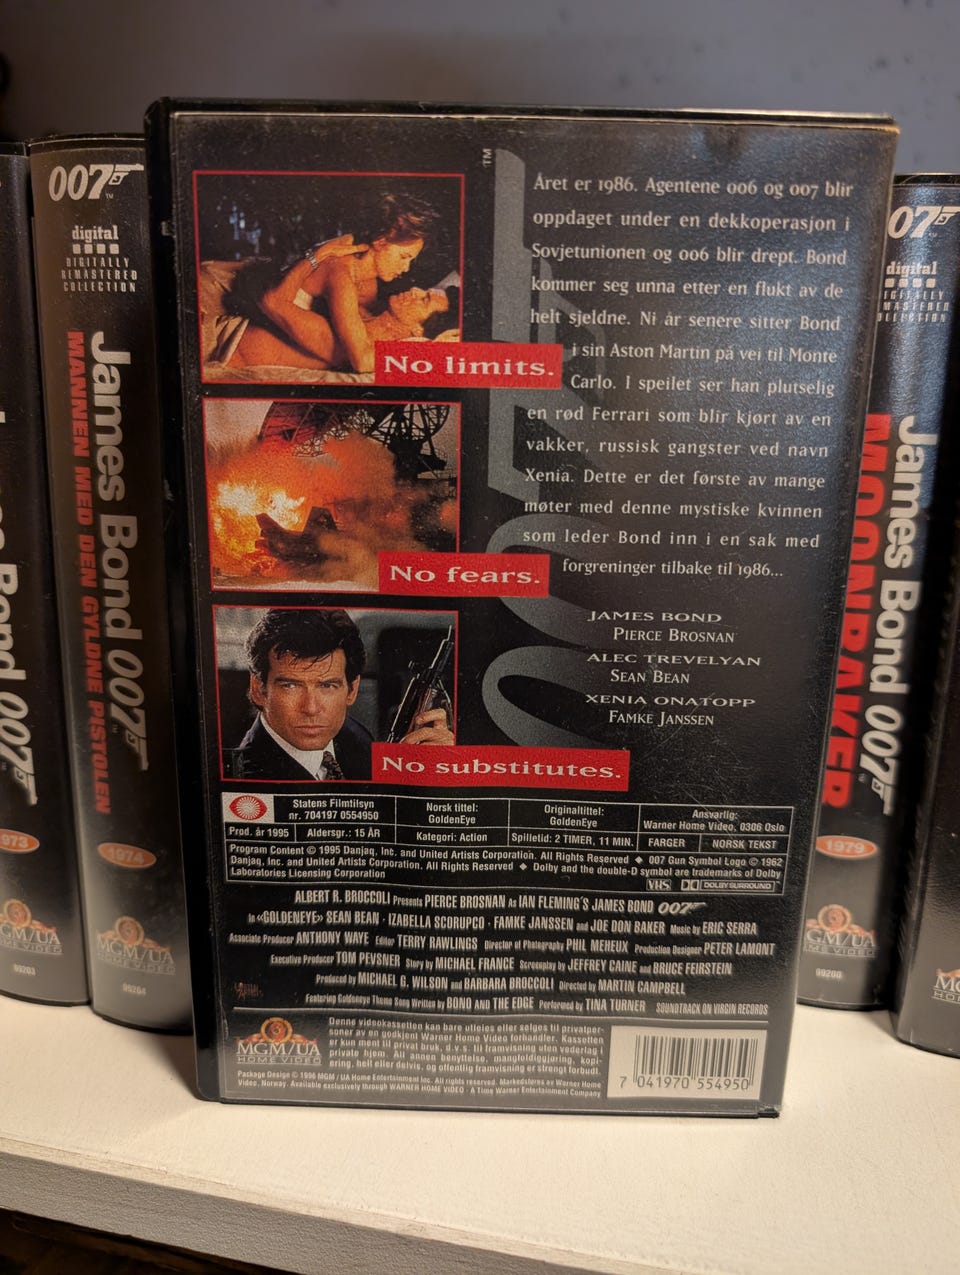 007
digital
DIGITALLY
REMASTERED
COLLECTION
James Bond 007
MANNEN MED DEN GYLDNE PISTOLEN
1974
MGM/UA
HOME VIDEO
99204
Bond 007
973
MGM/UA
HOME VIDEO
99203
TM
No limits.
No fears.
No substitutes.
Året er 1986. Agentene 006 og 007 blir
oppdaget under en dekkoperasjon i
Sovjetunionen og 006 blir drept. Bond
kommer seg unna etter en flukt av de
helt sjeldne. Ni år senere sitter Bond
i sin Aston Martin på vei til Monte
Carlo. I speilet ser han plutselig
en rød Ferrari som blir kjørt av en
vakker, russisk gangster ved navn
Xenia. Dette er det første av mange
møter med denne mystiske kvinnen
som leder Bond inn i en sak med
forgreninger tilbake til 1986...
JAMES BOND
PIERCE BROSNAN
ALEC TREVELYAN
SEAN BEAN
XENIA ONATOPP
FAMKE JANSSEN
Statens Filmtilsyn
nr. 704197 0554950
Norsk tittel:
GoldenEye
Originaltittel:
GoldenEye
Ansvarlig:
Warner Home Video. 0306 Oslo
Prod. år 1995
Aldersgr.: 15 ÅR
Kategori: Action
Spilletid: 2 TIMER, 11 MIN.
FARGER
NORSK TEKST
Program Content © 1995 Danjaq, Inc. and United Artists Corporation. All Rights Reserved ◆ 007 Gun Symbol Logo © 1962
Danjaq, Inc. and United Artists Corporation. All Rights Reserved ◆ Dolby and the double-D symbol are trademarks of Dolby
Laboratories Licensing Corporation
VHS DOLBY SURROUND
ALBERT R. BROCCOLI Presents PIERCE BROSNAN As IAN FLEMING'S JAMES BOND 007
In «GOLDENEYE» SEAN BEAN · IZABELLA SCORUPCO · FAMKE JANSSEN and JOE DON BAKER Music by ERIC SERRA
Associate Producer ANTHONY WAYE Editor TERRY RAWLINGS Director of Photography PHIL MEHEUX Production Designer PETER LAMONT
Executive Producer TOM PEVSNER Story by MICHAEL FRANCE Screenplay by JEFFREY CAINE and BRUCE FEIRSTEIN
Produced by MICHAEL G. WILSON and BARBARA BROCCOLI Directed by MARTIN CAMPBELL
Featuring Goldeneye Theme Song Written by BONO AND THE EDGE Performed by TINA TURNER SOUNDTRACK ON VIRGIN RECORDS
MGM/UA
HOME VIDEO
Denne videokassetten kan bare utleies eller selges til privatper-
soner av en godkjent Warner Home Video forhandler. Kassetten
er kun ment til privat bruk, d.v.s. til framvisning uten vederlag i
private hjem. All annen benyttelse, mangfoldiggjøring, kopi-
ering, hell eller delvis, og offentlig framvisning er strengt forbudt.
Package Design © 1996 MGM / UA Home Entertainment Inc. All rights reserved. Markedsføres av Warner Home
Video, Norway. Available exclusively through WARNER HOME VIDEO · A Time Warner Entertainment Company
7 041970 554950
007
digital
James Bond 007
MOONRAKER
1979
MGM/UA
HOME VIDEO
99208